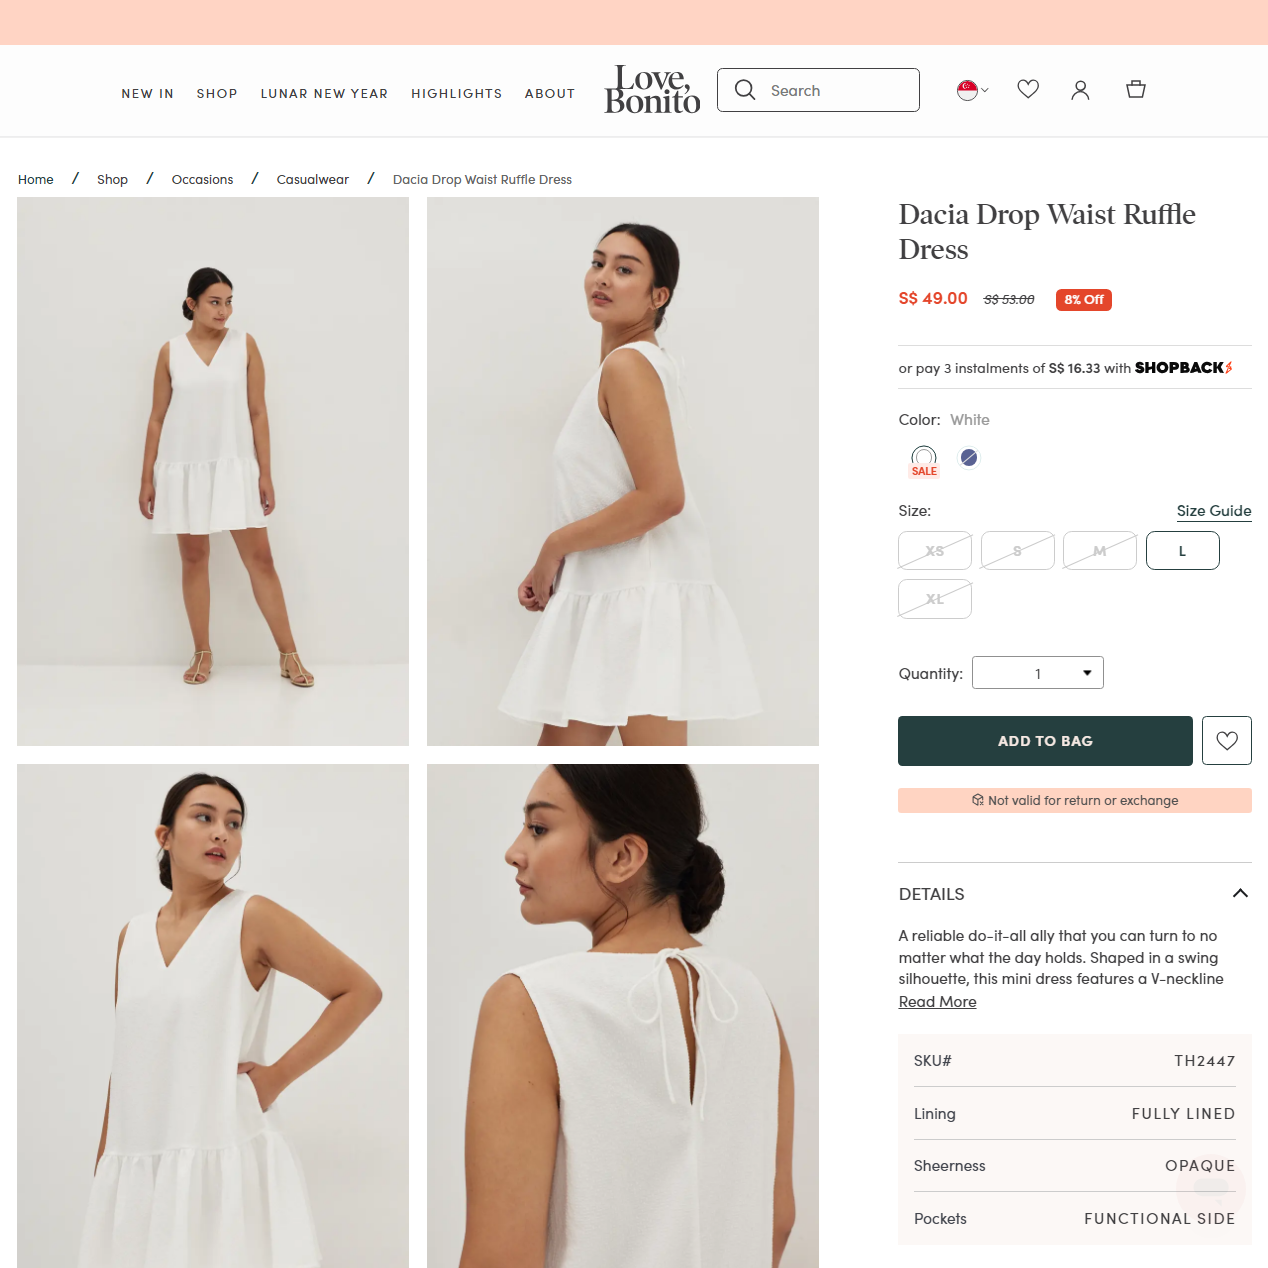 NEW IN
SHOP
LUNAR NEW YEAR
HIGHLIGHTS
ABOUT
Love,
Bonito
Search
Home / Shop / Occasions / Casualwear / Dacia Drop Waist Ruffle Dress
Dacia Drop Waist Ruffle
Dress
S$ 49.00 S$ 53.00 8% Off
or pay 3 instalments of S$ 16.33 with SHOPBACK
Color: White
SALE
Size: Size Guide
XS S M L
XL
Quantity: 1
ADD TO BAG
Not valid for return or exchange
DETAILS
A reliable do-it-all ally that you can turn to no
matter what the day holds. Shaped in a swing
silhouette, this mini dress features a V-neckline
Read More
SKU# TH2447
Lining FULLY LINED
Sheerness OPAQUE
Pockets FUNCTIONAL SIDE